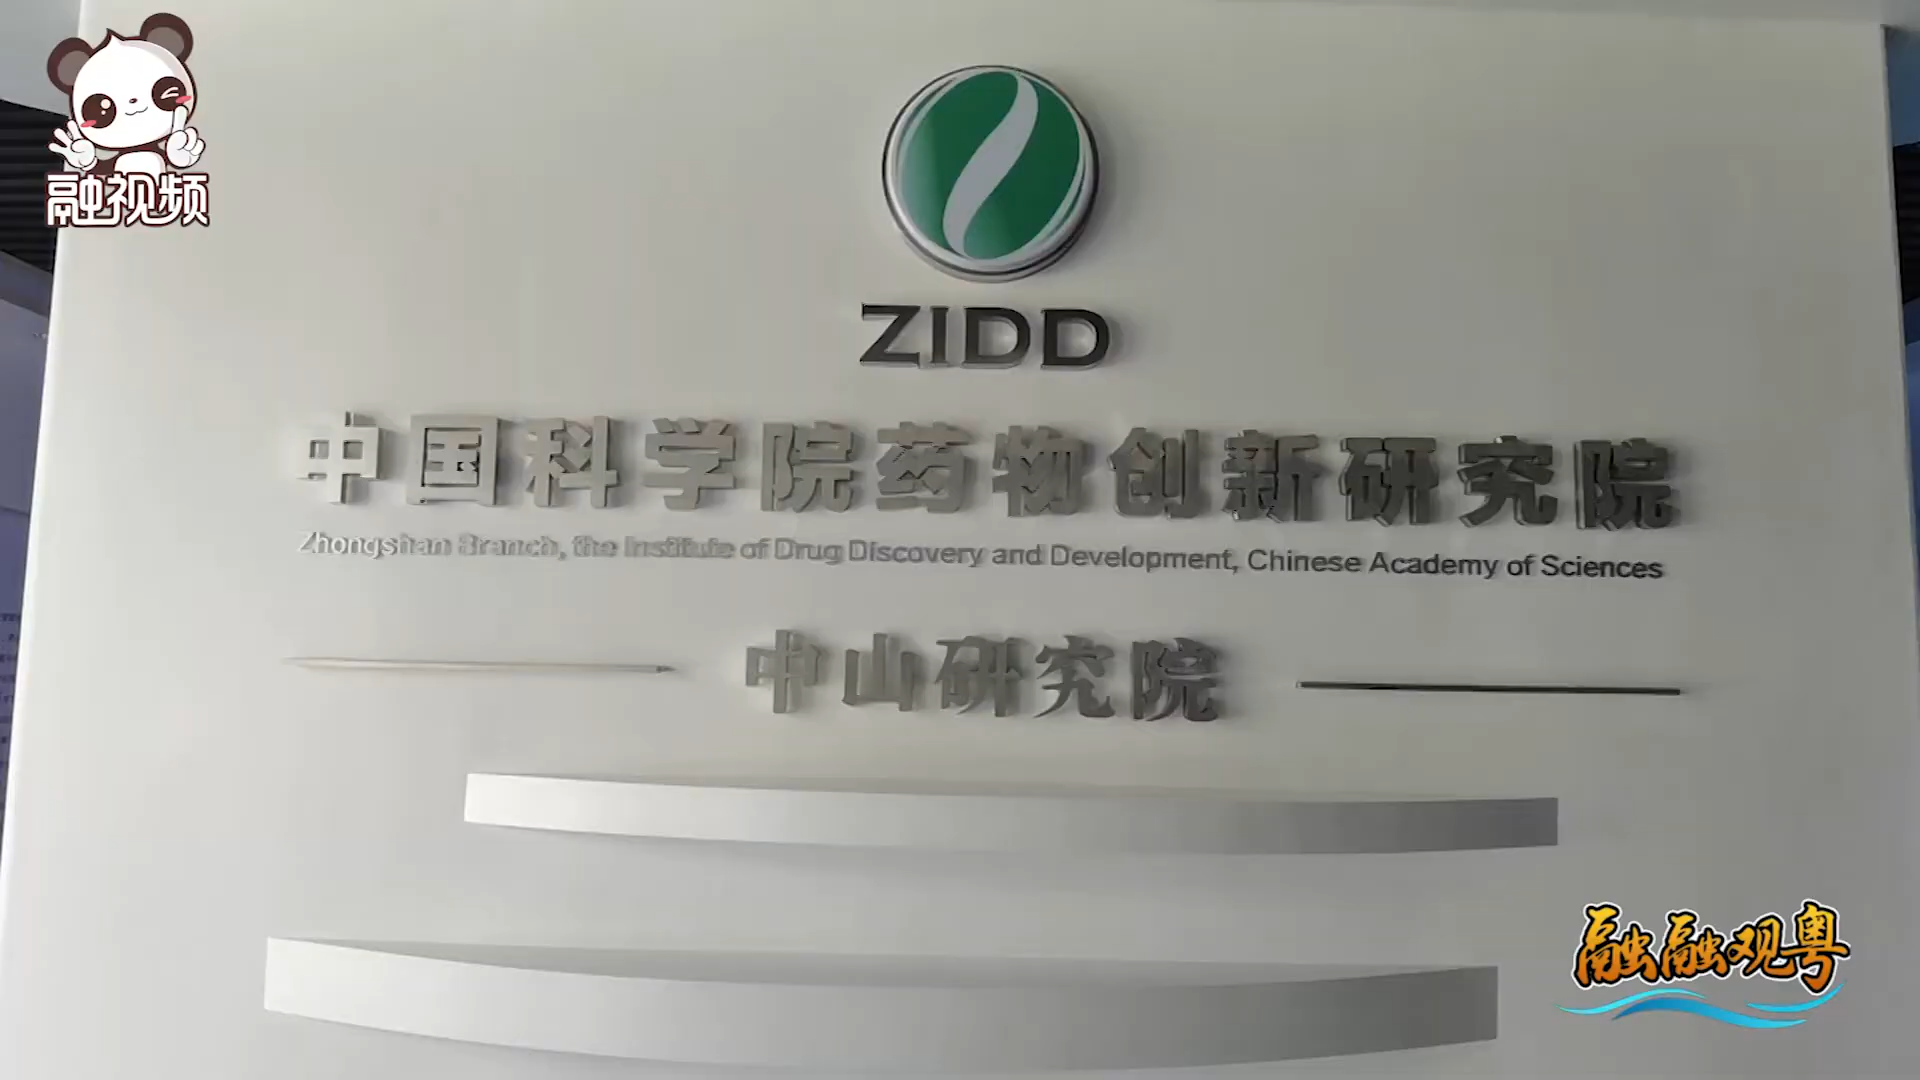 融视频
ZIDD
中国科学院药物创新研究院
Zhongshan Branch, the Institute of Drug Discovery and Development, Chinese Academy of Sciences
中山研究院
融融观粤